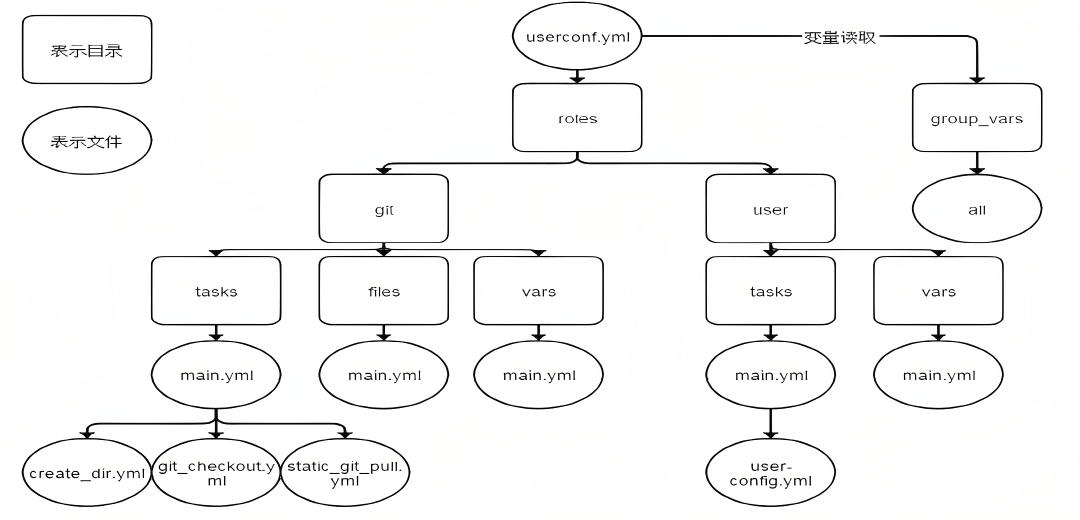 表示目录
表示文件
userconf.yml
变量读取
roles
group_vars
git
user
all
tasks
files
vars
tasks
vars
main.yml
main.yml
main.yml
main.yml
main.yml
create_dir.yml
git_checkout.y
ml
static_git_pull.
yml
user-
config.yml